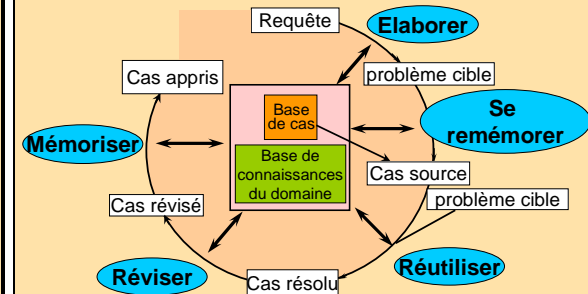 Requête
Elaborer
problème cible
Cas appris
Base
de cas
Se
remémorer
Mémoriser
Base de
connaissances
du domaine
Cas source
problème cible
Cas révisé
Réutiliser
Réviser
Cas résolu